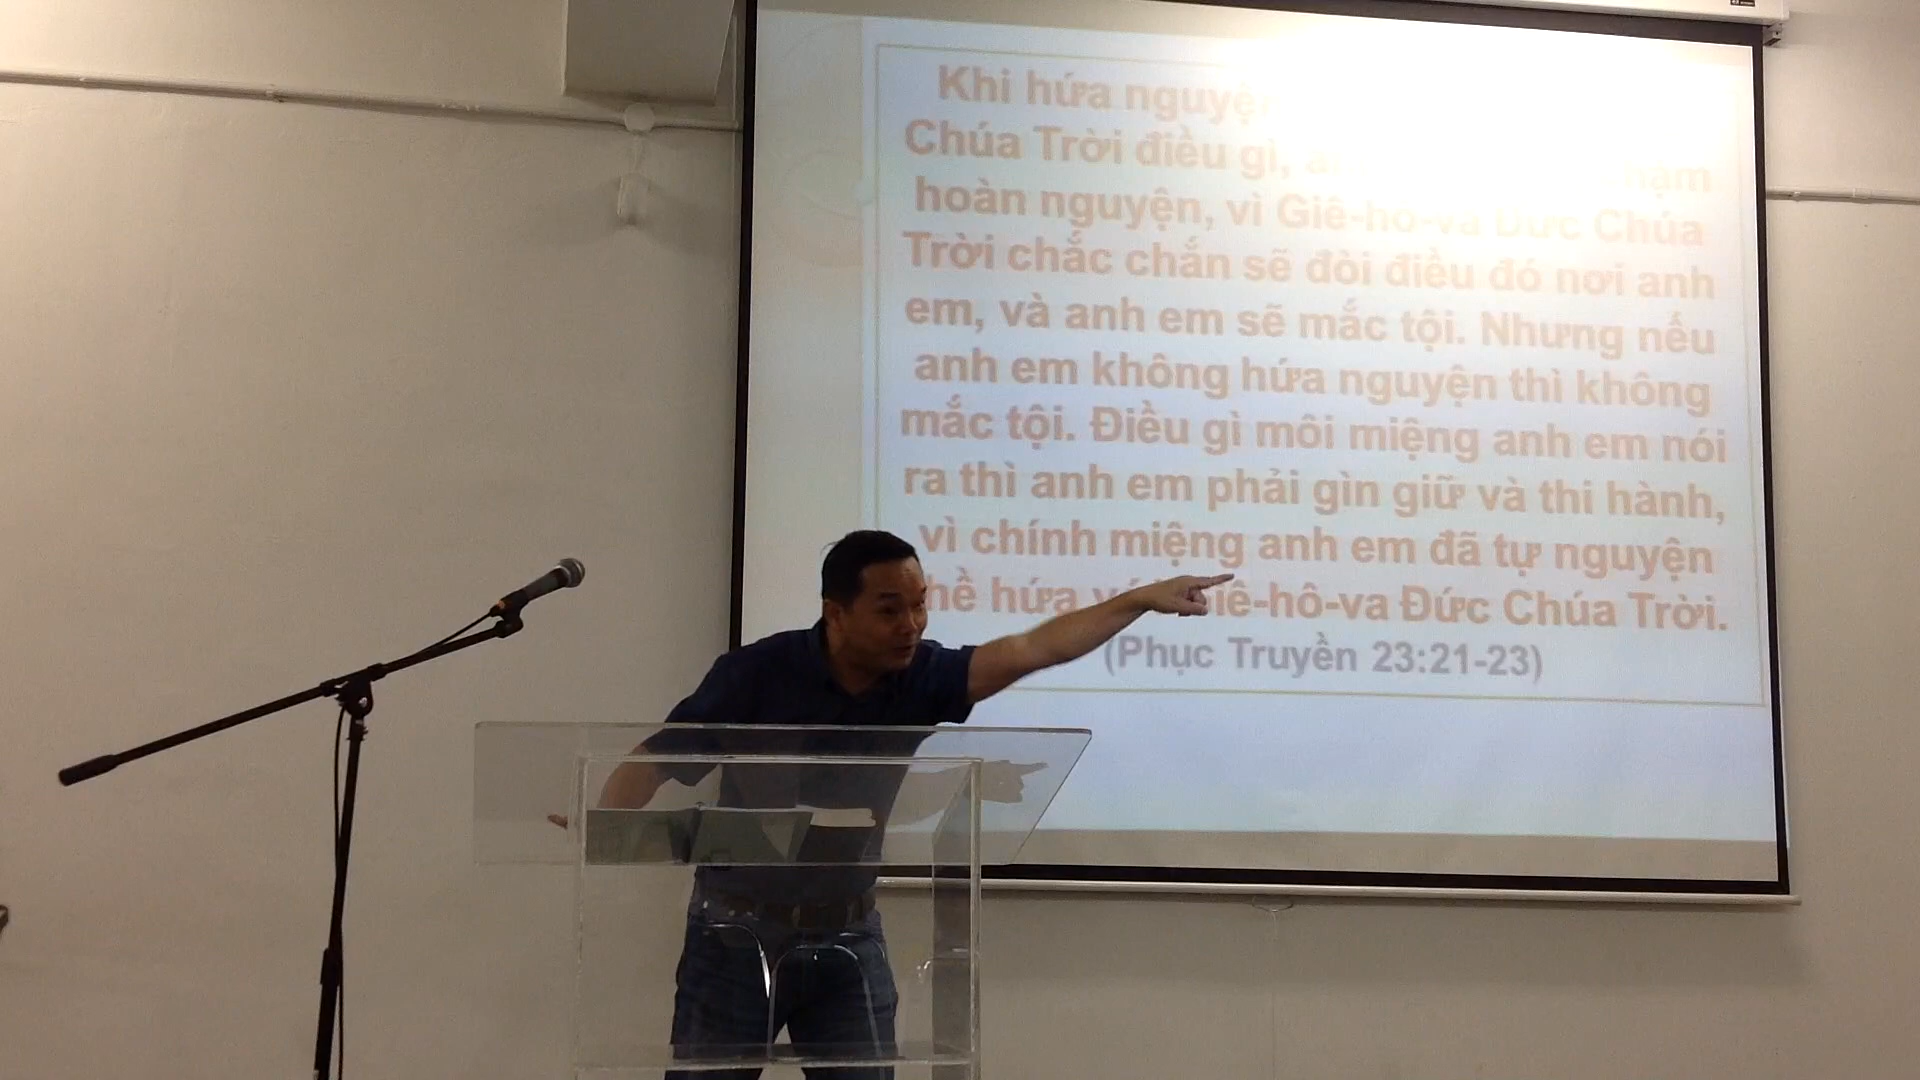 Khi hứa nguyện
Chúa Trời điều gì,
hoàn nguyện, vì Giê-hô-va Đức Chúa
Trời chắc chắn sẽ đòi điều đó nơi anh
em, và anh em sẽ mắc tội. Nhưng nếu
anh em không hứa nguyện thì không
mắc tội. Điều gì môi miệng anh em nói
ra thì anh em phải gìn giữ và thi hành,
vì chính miệng anh em đã tự nguyện
hứa Giê-hô-va Đức Chúa Trời.
(Phục Truyền 23:21-23)